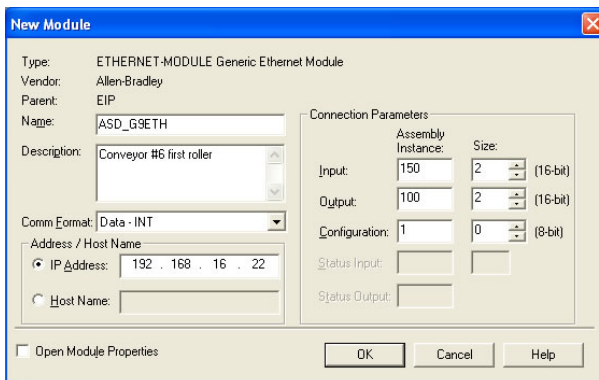 New Module
Type: ETHERNET-MODULE Generic Ethernet Module
Vendor: Allen-Bradley
Parent: EIP
Name: ASD_G9ETH
Description: Conveyor #6 first roller
Comm Format: Data - INT
Address / Host Name
IP Address: 192 . 168 . 16 . 22
Host Name:
Connection Parameters
Assembly
Instance: Size:
Input: 150 2 (16-bit)
Output: 100 2 (16-bit)
Configuration: 1 0 (8-bit)
Status Input:
Status Output:
Open Module Properties
OK Cancel Help